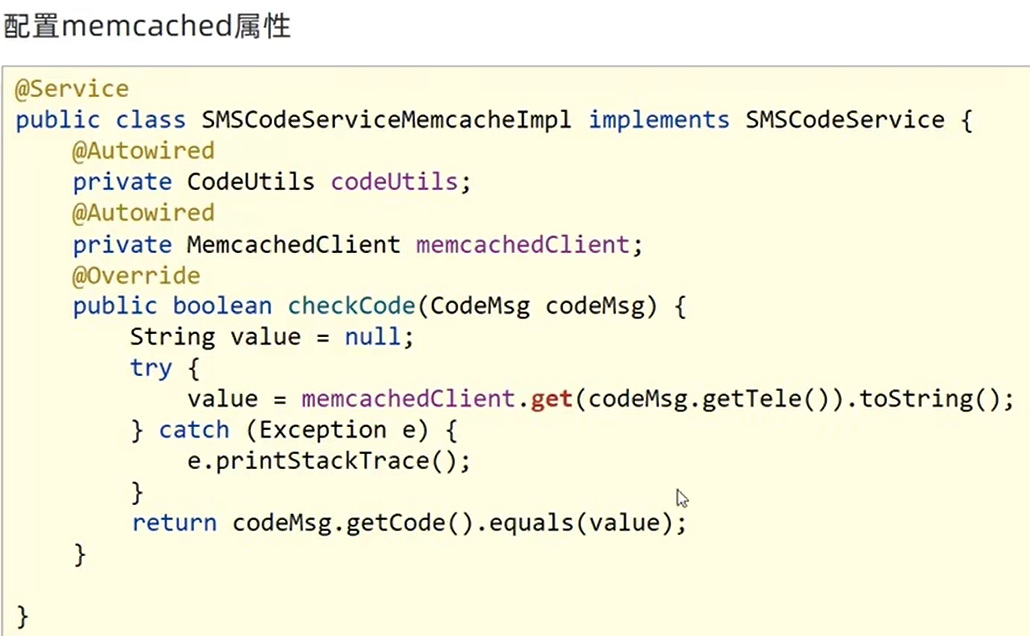 配置memcached属性
@Service
public class SMSCodeServiceMemcacheImpl implements SMSCodeService {
    @Autowired
    private CodeUtils codeUtils;
    @Autowired
    private MemcachedClient memcachedClient;
    @Override
    public boolean checkCode(CodeMsg codeMsg) {
        String value = null;
        try {
            value = memcachedClient.get(codeMsg.getTele()).toString();
        } catch (Exception e) {
            e.printStackTrace();
        }
        return codeMsg.getCode().equals(value);
    }
}